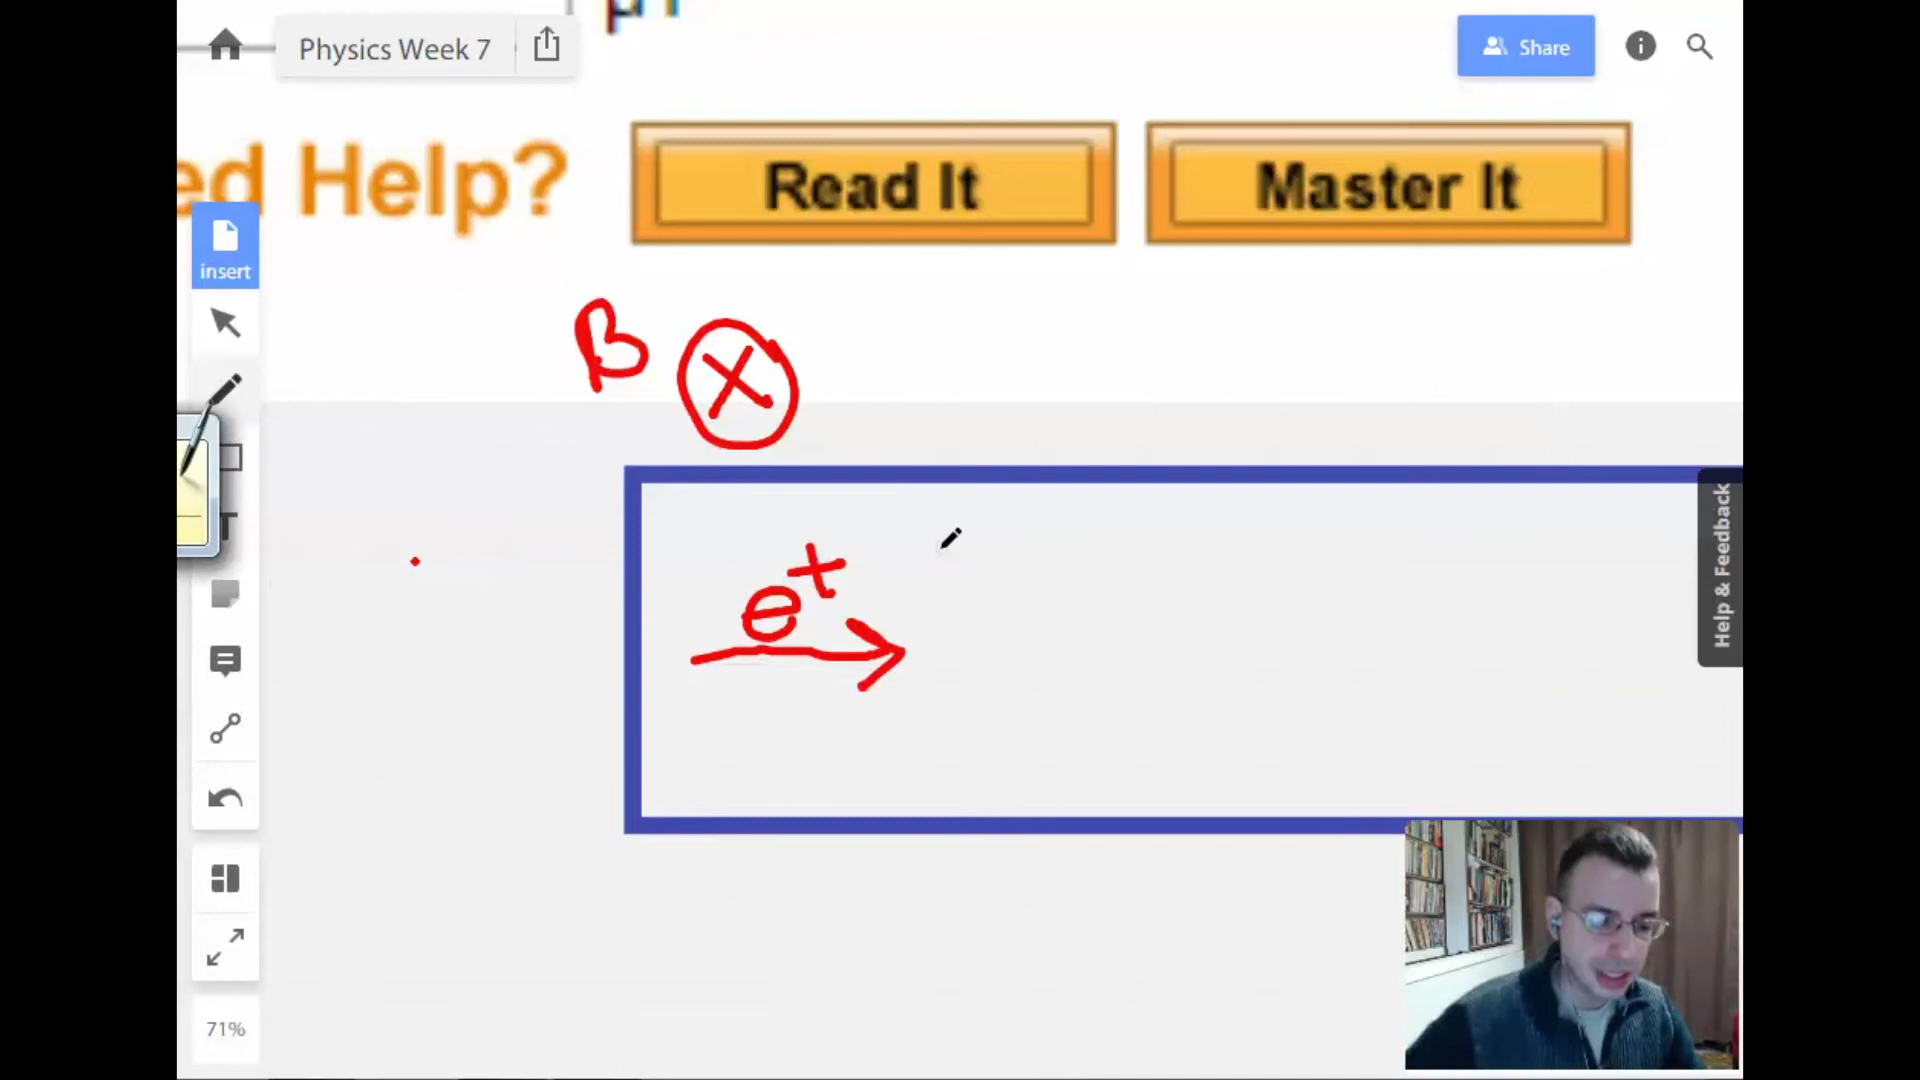 Physics Week 7
Share
ed Help?
Read It
Master It
insert
B X
T
e+
Help & Feedback
71%